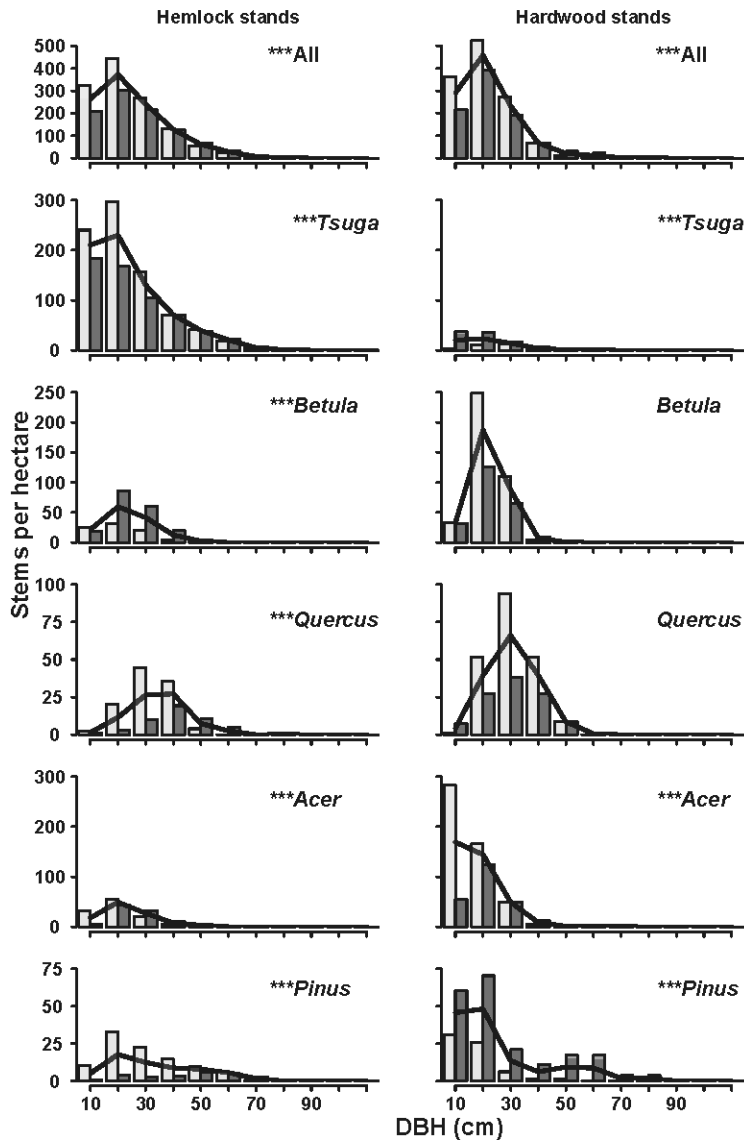 Hemlock stands Hardwood stands
***All ***All
500
400
300
200
100
0
***Tsuga ***Tsuga
300
200
100
0
***Betula Betula
250
200
150
100
50
0
***Quercus Quercus
100
75
50
25
0
***Acer ***Acer
300
200
100
0
***Pinus ***Pinus
75
50
25
0
10 30 50 70 90 10 30 50 70 90
Stems per hectare
DBH (cm)